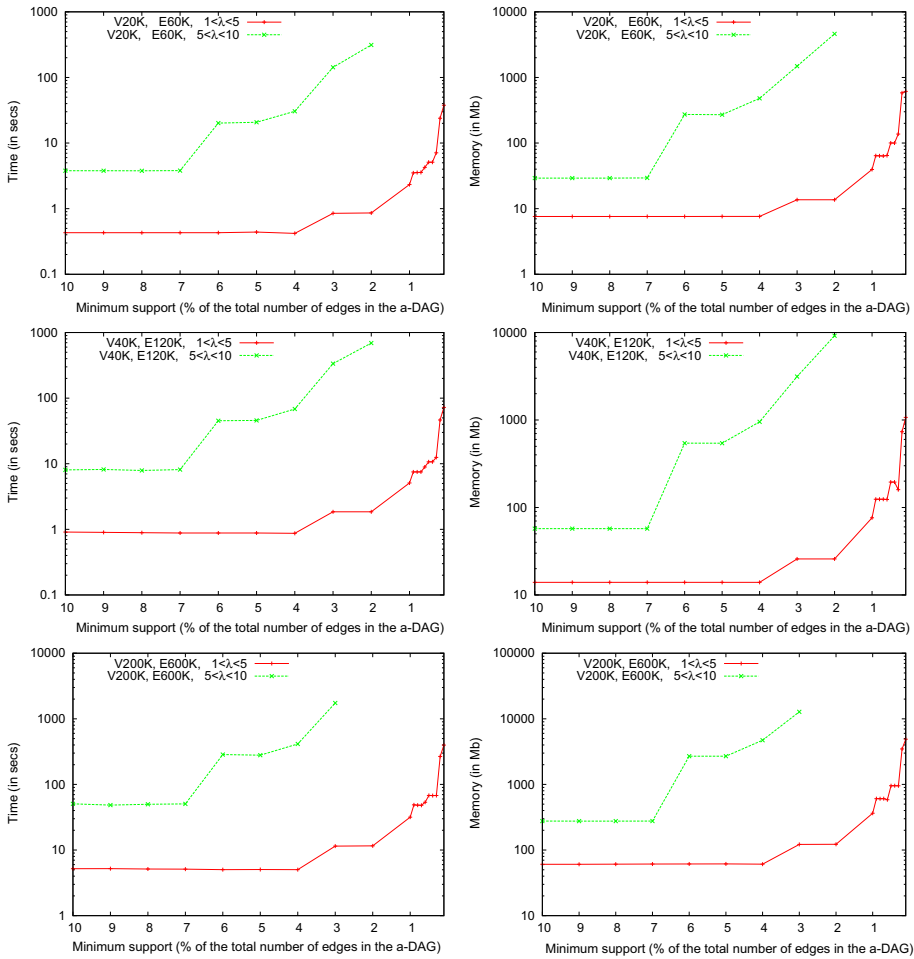 1000
100
10
1
0.1
10 9 8 7 6 5 4 3 2 1
Time (in secs)
Minimum support (% of the total number of edges in the a-DAG)
V20K, E60K, 1<λ<5
V20K, E60K, 5<λ<10
10000
1000
100
10
1
10 9 8 7 6 5 4 3 2 1
Memory (in Mb)
Minimum support (% of the total number of edges in the a-DAG)
V20K, E60K, 1<λ<5
V20K, E60K, 5<λ<10
1000
100
10
1
0.1
10 9 8 7 6 5 4 3 2 1
Time (in secs)
Minimum support (% of the total number of edges in the a-DAG)
V40K, E120K, 1<λ<5
V40K, E120K, 5<λ<10
10000
1000
100
10
10 9 8 7 6 5 4 3 2 1
Memory (in Mb)
Minimum support (% of the total number of edges in the a-DAG)
V40K, E120K, 1<λ<5
V40K, E120K, 5<λ<10
10000
1000
100
10
1
10 9 8 7 6 5 4 3 2 1
Time (in secs)
Minimum support (% of the total number of edges in the a-DAG)
V200K, E600K, 1<λ<5
V200K, E600K, 5<λ<10
100000
10000
1000
100
10
10 9 8 7 6 5 4 3 2 1
Memory (in Mb)
Minimum support (% of the total number of edges in the a-DAG)
V200K, E600K, 1<λ<5
V200K, E600K, 5<λ<10